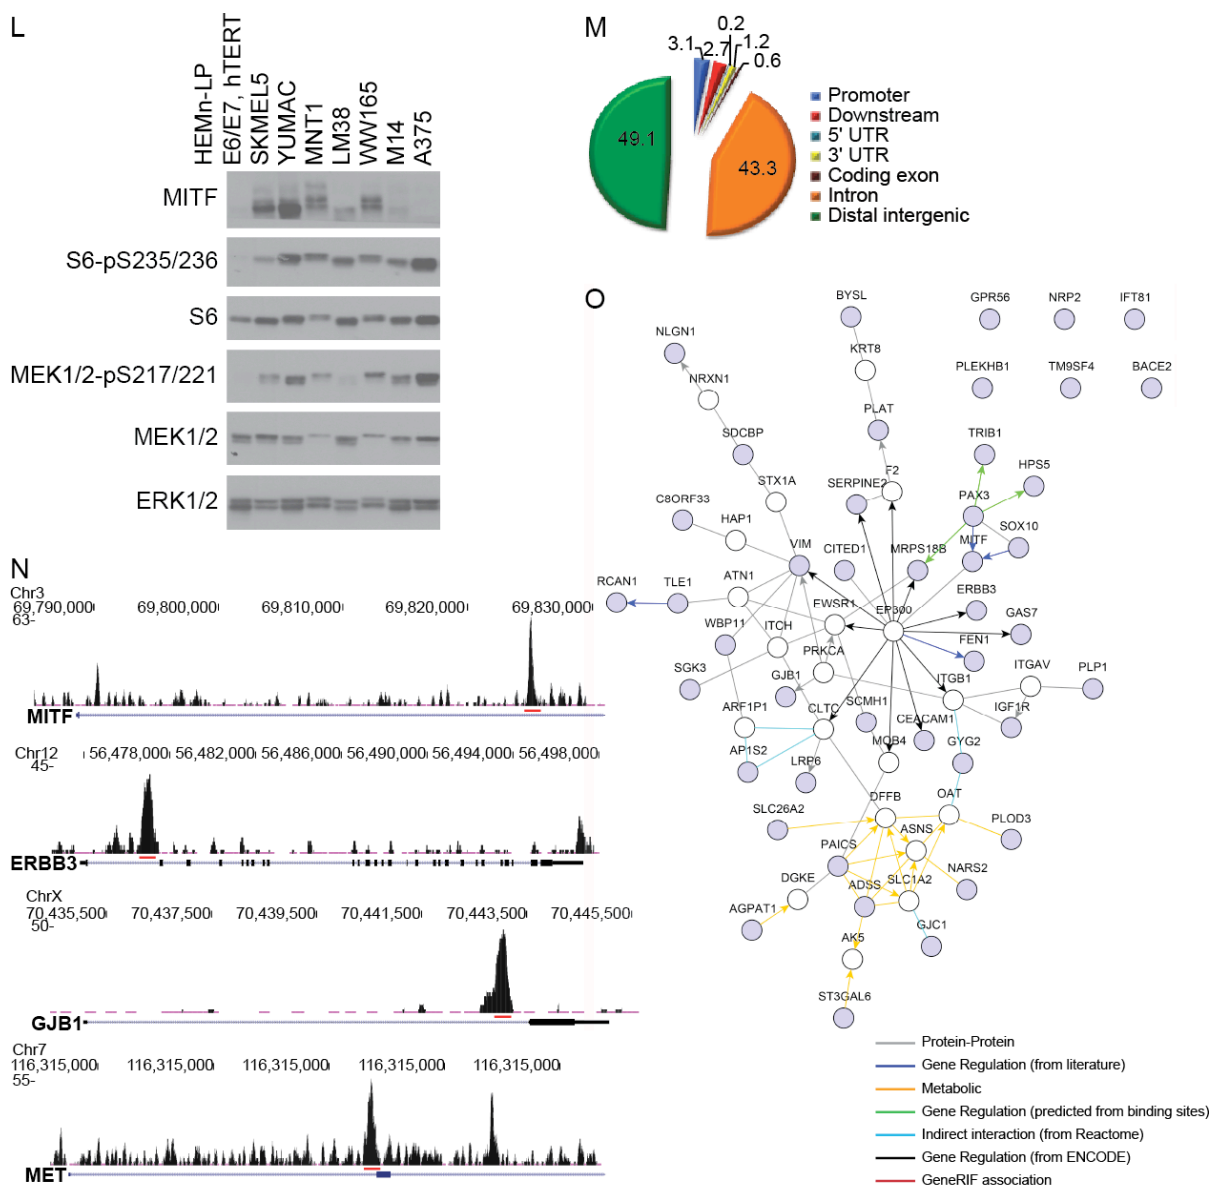 L
HEMn-LP
E6/E7, hTERT
SKMEL5
YUMAC
MNT1
LM38
WW165
M14
A375
MITF
S6-pS235/236
S6
MEK1/2-pS217/221
MEK1/2
ERK1/2
M
3.1
2.7
0.2
1.2
0.6
49.1
43.3
Promoter
Downstream
5' UTR
3' UTR
Coding exon
Intron
Distal intergenic
N
Chr3
69,790,000 69,800,000 69,810,000 69,820,000 69,830,000
63-
MITF
Chr12
56,478,000 56,482,000 56,486,000 56,490,000 56,494,000 56,498,000
45-
ERBB3
ChrX
70,435,500 70,437,500 70,439,500 70,441,500 70,443,500 70,445,500
50-
GJB1
Chr7
116,315,000 116,315,000 116,315,000 116,315,000 116,315,000
55-
MET
O
BYSL
GPR56
NRP2
IFT81
NLGN1
KRT8
NRXN1
PLEKHB1
TM9SF4
BACE2
PLAT
SDCBP
TRIB1
HPS5
STX1A
F2
SERPINE2
PAX3
C8ORF33
HAP1
SOX10
VIM
CITED1
MRPS18B
MITF
RCAN1
TLE1
ATN1
EWSR1
EP300
ERBB3
GAS7
WBP11
ITCH
PRKCA
FEN1
SGK3
GJB1
ITGB1
ITGAV
PLP1
ARF1P1
CLTC
SCMH1
CEACAM1
IGF1R
AP1S2
LRP6
MOB4
GYG2
SLC26A2
DFFB
OAT
ASNS
PLOD3
PAICS
DGKE
ADSS
SLC1A2
NARS2
AGPAT1
AK5
GJC1
ST3GAL6
Protein-Protein
Gene Regulation (from literature)
Metabolic
Gene Regulation (predicted from binding sites)
Indirect interaction (from Reactome)
Gene Regulation (from ENCODE)
GeneRIF association